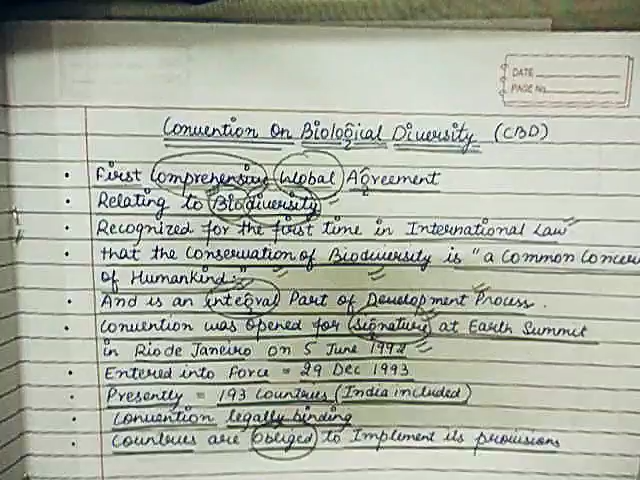 DATE
PAGE No.
Convention On Biological Diversity (CBD)
• First Comprehensive Global Agreement
• Relating to Biodiversity
• Recognized for the first time in International Law
• that the Conservation of Biodiversity is "a Common Concer
of Humankind."
• And is an integral Part of Development Process.
• Convention was opened for signature at Earth Summit
in Rio de Janeiro on 5 June 1992
• Entered into Force = 29 Dec 1993
• Presently = 193 Countries (India included)
• Convention legally binding
• Countries are obliged to Implement its provisions